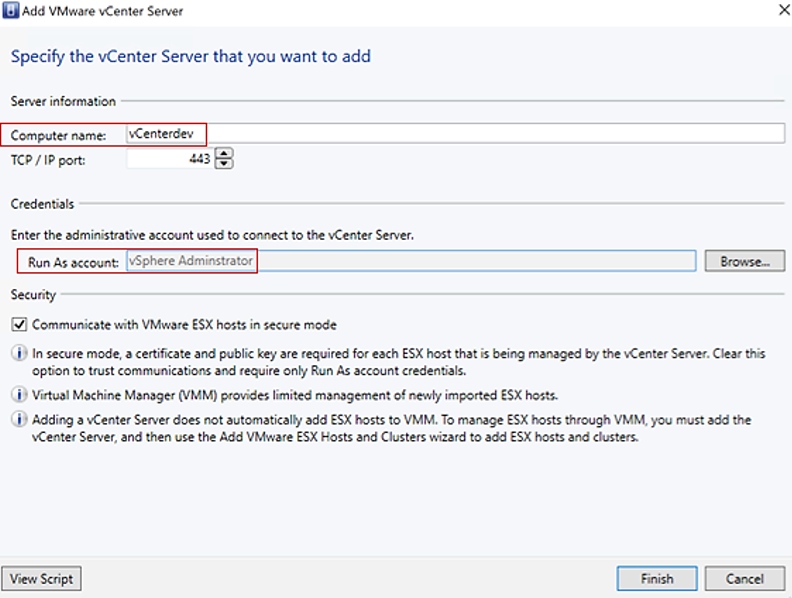 Add VMware vCenter Server
Specify the vCenter Server that you want to add
Server information
Computer name: vCenterdev
TCP / IP port: 443
Credentials
Enter the administrative account used to connect to the vCenter Server.
Run As account: vSphere Adminstrator Browse...
Security
Communicate with VMware ESX hosts in secure mode
In secure mode, a certificate and public key are required for each ESX host that is being managed by the vCenter Server. Clear this
option to trust communications and require only Run As account credentials.
Virtual Machine Manager (VMM) provides limited management of newly imported ESX hosts.
Adding a vCenter Server does not automatically add ESX hosts to VMM. To manage ESX hosts through VMM, you must add the
vCenter Server, and then use the Add VMware ESX Hosts and Clusters wizard to add ESX hosts and clusters.
View Script Finish Cancel